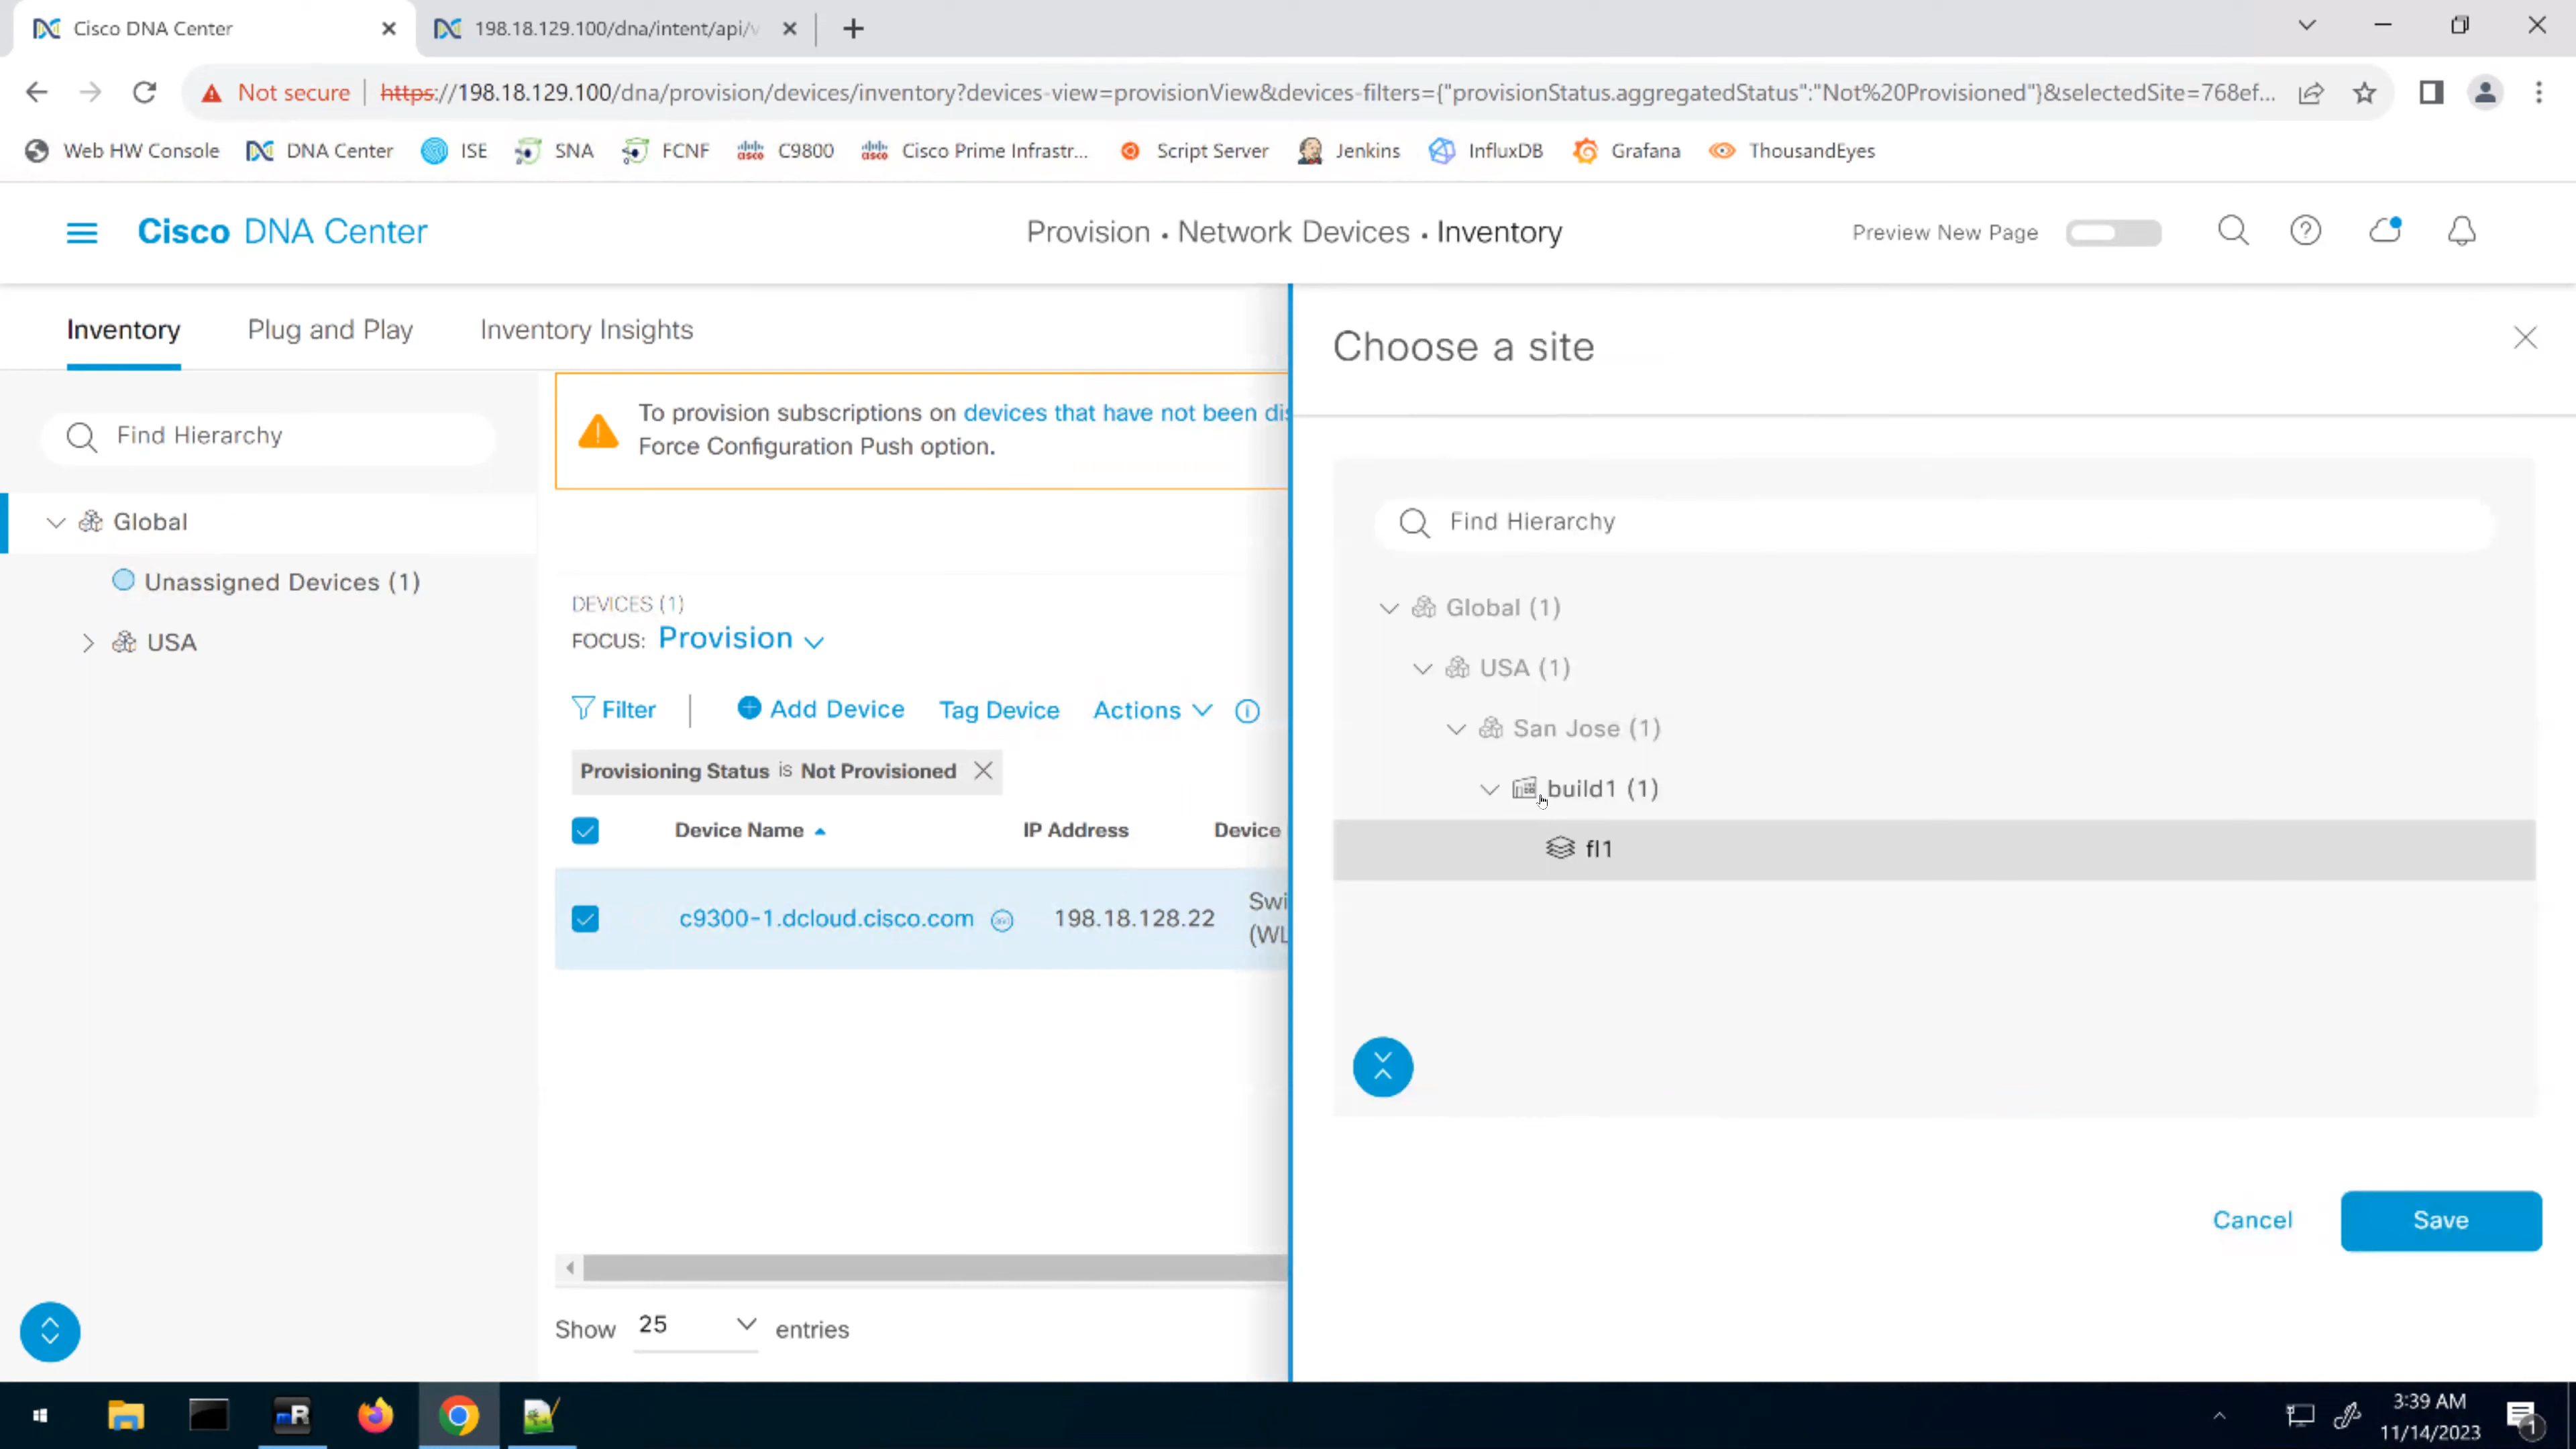 Cisco DNA Center
198.18.129.100/dna/intent/api/v
Not secure
https://198.18.129.100/dna/provision/devices/inventory?devices-view=provisionView&devices-filters={"provisionStatus.aggregatedStatus":"Not%20Provisioned"}&selectedSite=768ef...
Web HW Console
DNA Center
ISE
SNA
FCNF
C9800
Cisco Prime Infrastr...
Script Server
Jenkins
InfluxDB
Grafana
ThousandEyes
Cisco DNA Center
Provision • Network Devices • Inventory
Preview New Page
Inventory
Plug and Play
Inventory Insights
Find Hierarchy
Global
Unassigned Devices (1)
USA
To provision subscriptions on devices that have not been dis
Force Configuration Push option.
DEVICES (1)
FOCUS: Provision
Filter
Add Device
Tag Device
Actions
Provisioning Status is Not Provisioned
Device Name
IP Address
Device
c9300-1.dcloud.cisco.com
198.18.128.22
Swi
(WL
Show 25 entries
Choose a site
Find Hierarchy
Global (1)
USA (1)
San Jose (1)
build1 (1)
fl1
Cancel
Save
mR
3:39 AM
11/14/2023
1